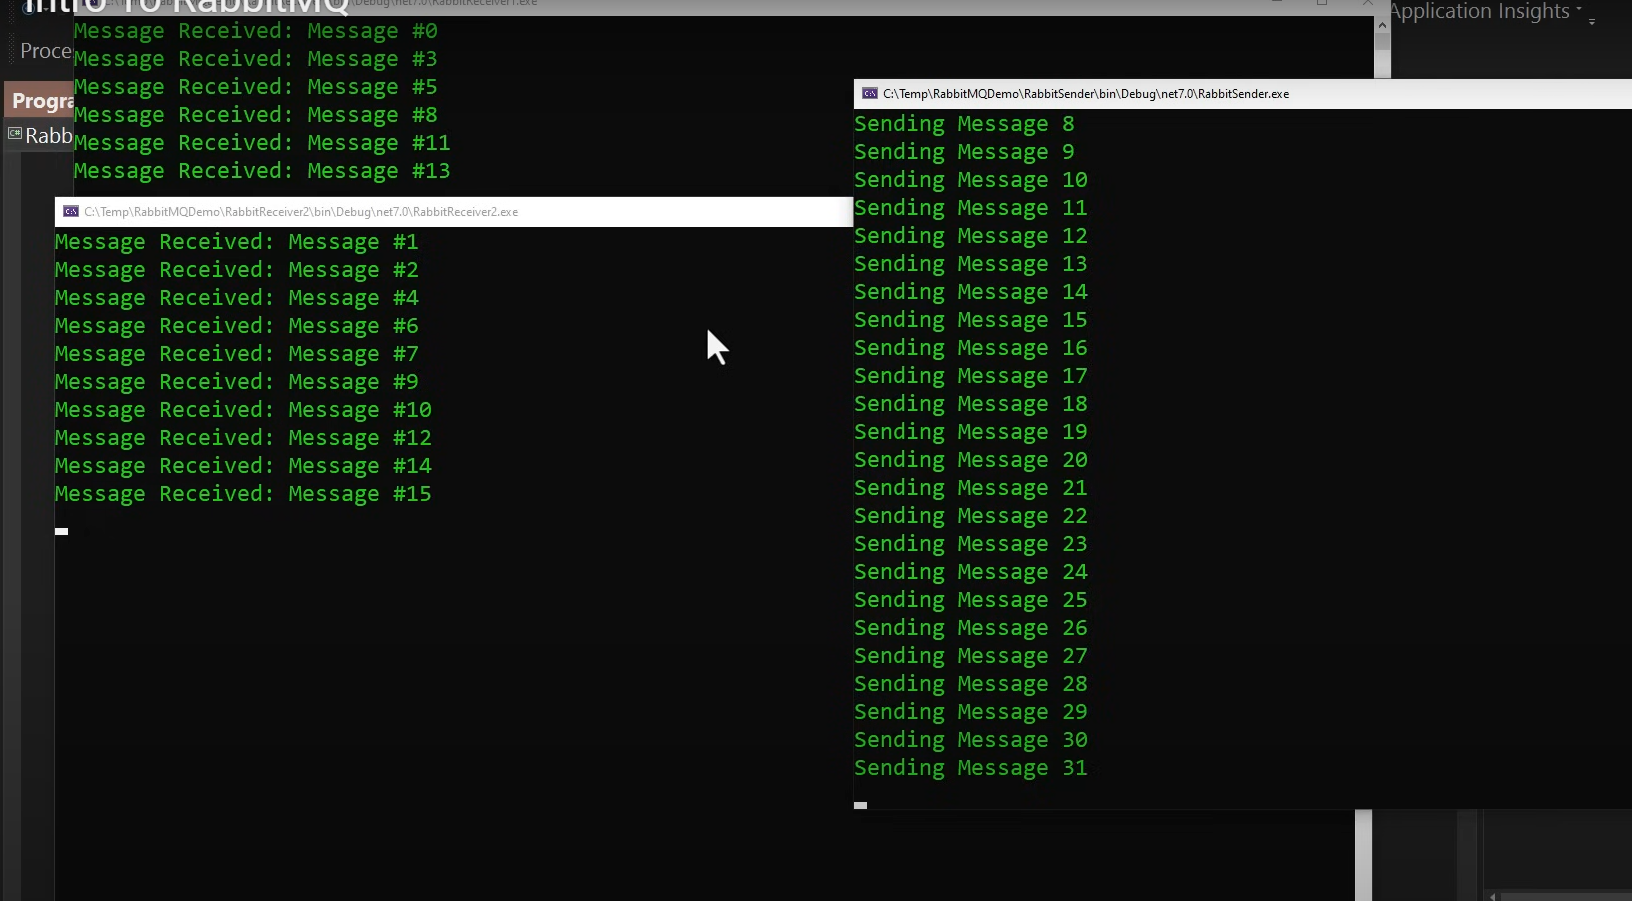 Intro To RabbitMQ
C:\Temp\RabbitMQDemo\RabbitReceiver1\bin\Debug\net7.0\RabbitReceiver1.exe
Application Insights
Proce
Progra
Rabb
Message Received: Message #0
Message Received: Message #3
Message Received: Message #5
Message Received: Message #8
Message Received: Message #11
Message Received: Message #13
C:\Temp\RabbitMQDemo\RabbitReceiver2\bin\Debug\net7.0\RabbitReceiver2.exe
Message Received: Message #1
Message Received: Message #2
Message Received: Message #4
Message Received: Message #6
Message Received: Message #7
Message Received: Message #9
Message Received: Message #10
Message Received: Message #12
Message Received: Message #14
Message Received: Message #15
C:\Temp\RabbitMQDemo\RabbitSender\bin\Debug\net7.0\RabbitSender.exe
Sending Message 8
Sending Message 9
Sending Message 10
Sending Message 11
Sending Message 12
Sending Message 13
Sending Message 14
Sending Message 15
Sending Message 16
Sending Message 17
Sending Message 18
Sending Message 19
Sending Message 20
Sending Message 21
Sending Message 22
Sending Message 23
Sending Message 24
Sending Message 25
Sending Message 26
Sending Message 27
Sending Message 28
Sending Message 29
Sending Message 30
Sending Message 31